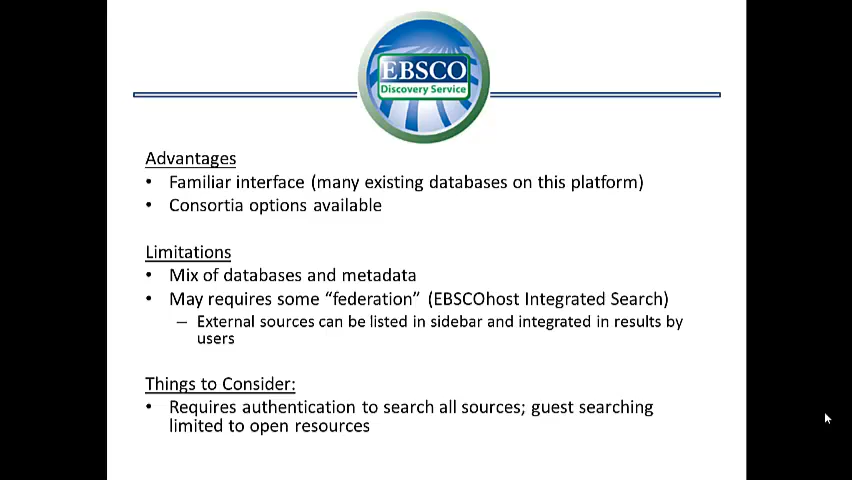 EBSCO
Discovery Service
Advantages
• Familiar interface (many existing databases on this platform)
• Consortia options available
Limitations
• Mix of databases and metadata
• May requires some “federation” (EBSCOhost Integrated Search)
– External sources can be listed in sidebar and integrated in results by
users
Things to Consider:
• Requires authentication to search all sources; guest searching
limited to open resources